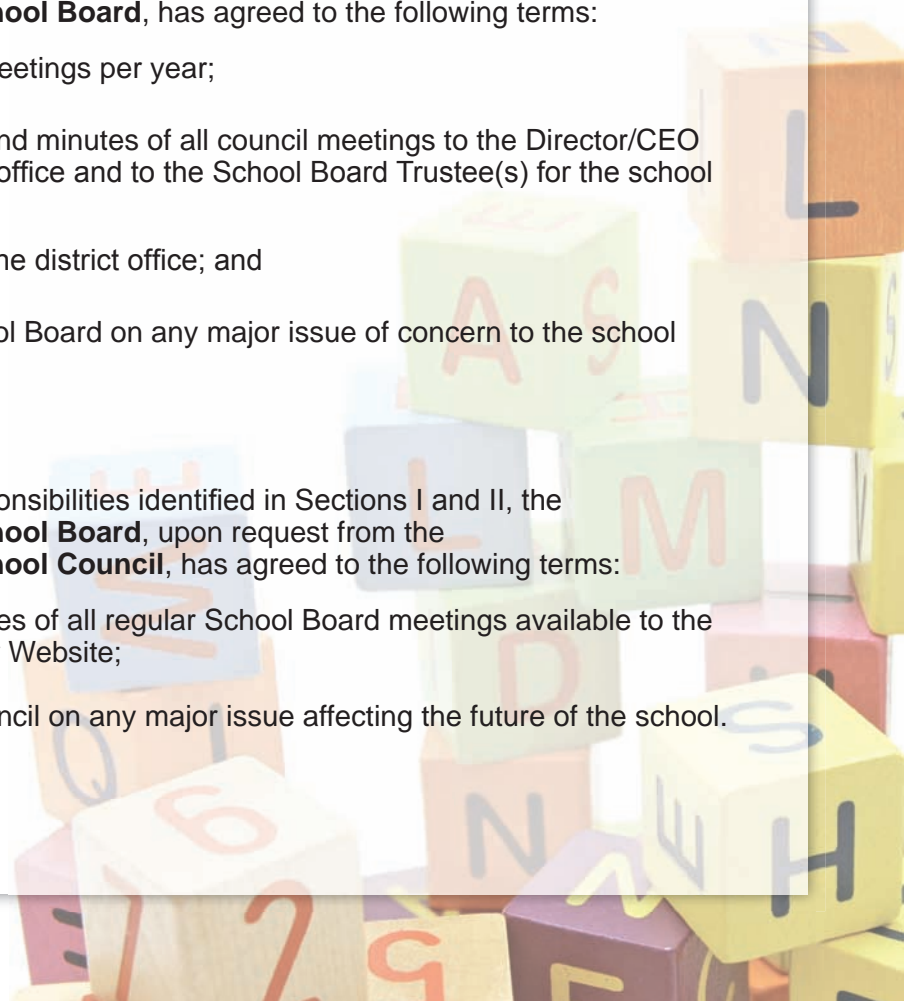 hool Board, has agreed to the following terms:
eetings per year;
nd minutes of all council meetings to the Director/CEO
office and to the School Board Trustee(s) for the school
he district office; and
ol Board on any major issue of concern to the school
onsibilities identified in Sections I and II, the
hool Board, upon request from the
hool Council, has agreed to the following terms:
es of all regular School Board meetings available to the
Website;
ncil on any major issue affecting the future of the school.
N
L
E
A
S
N
S
H
L
M
W E
D
Q I
S
6
N
E
H
2